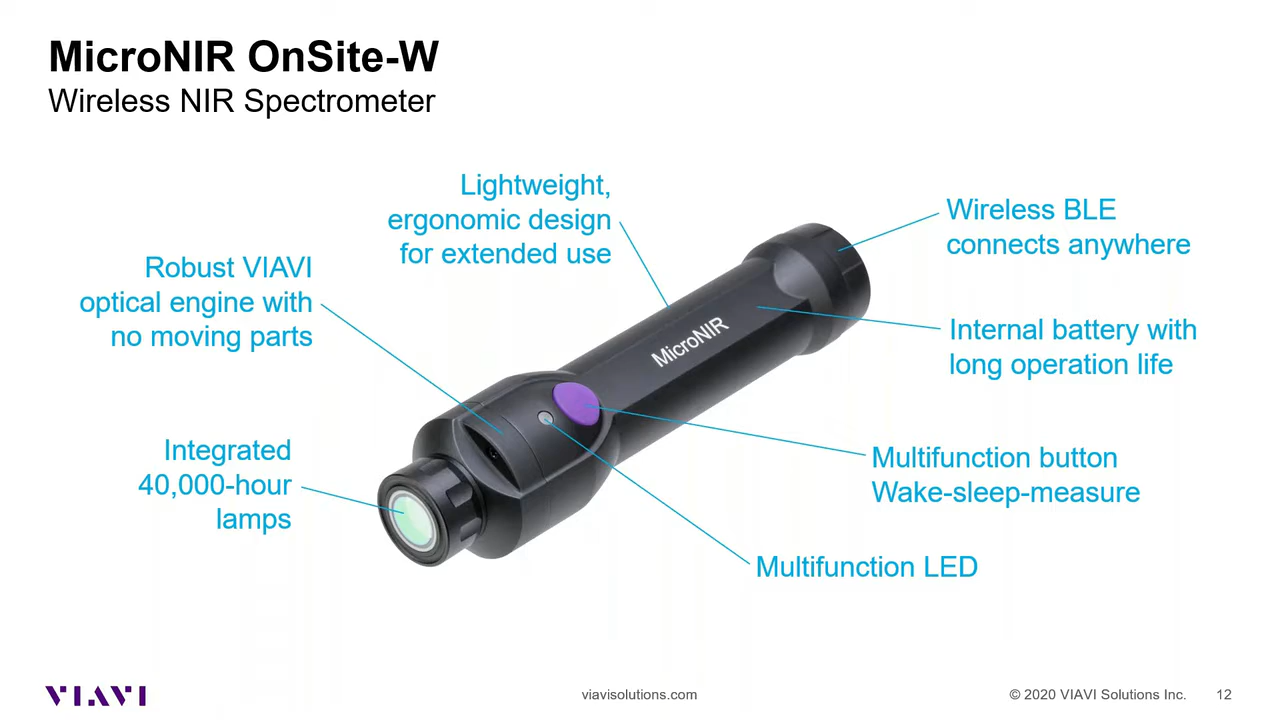 MicroNIR OnSite-W
Wireless NIR Spectrometer
Lightweight,
ergonomic design
for extended use
Wireless BLE
connects anywhere
Robust VIAVI
optical engine with
no moving parts
Internal battery with
long operation life
MicroNIR
Integrated
40,000-hour
lamps
Multifunction button
Wake-sleep-measure
Multifunction LED
VIAVI
viavisolutions.com
© 2020 VIAVI Solutions Inc.
12